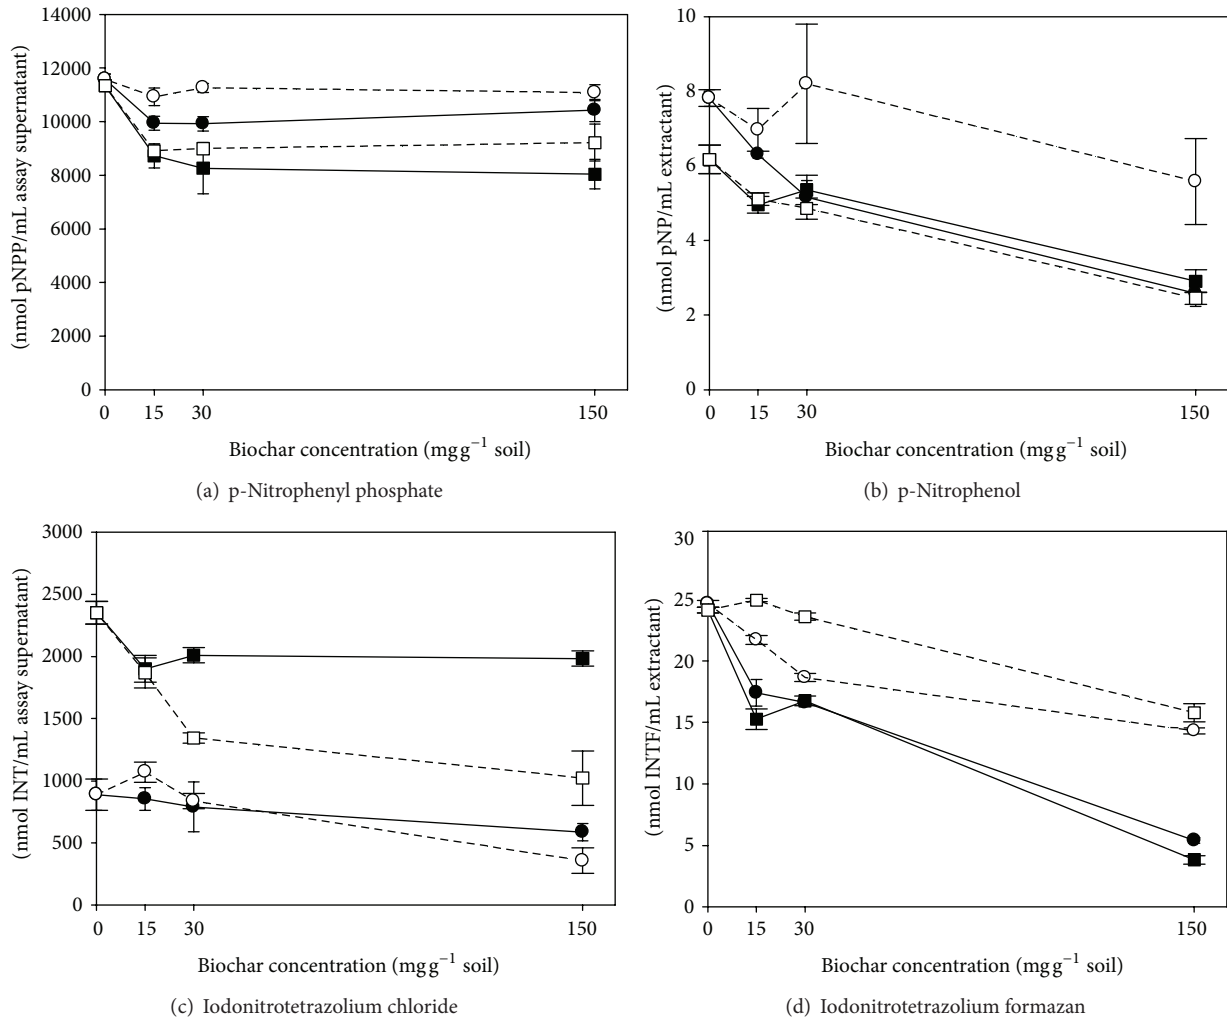 14000
12000
10000
8000
6000
4000
2000
0
(nmol pNPP/mL assay supernatant)
0 15 30 150
Biochar concentration (mg g⁻¹ soil)
(a) p-Nitrophenyl phosphate
10
8
6
4
2
0
(nmol pNP/mL extractant)
0 15 30 150
Biochar concentration (mg g⁻¹ soil)
(b) p-Nitrophenol
3000
2500
2000
1500
1000
500
0
(nmol INT/mL assay supernatant)
0 15 30 150
Biochar concentration (mg g⁻¹ soil)
(c) Iodonitrotetrazolium chloride
30
25
20
15
10
5
0
(nmol INTF/mL extractant)
0 15 30 150
Biochar concentration (mg g⁻¹ soil)
(d) Iodonitrotetrazolium formazan